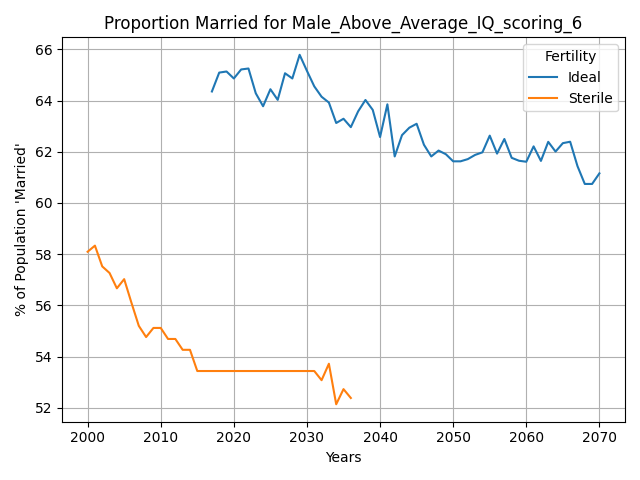 Proportion Married for Male_Above_Average_IQ_scoring_6
% of Population 'Married'
66
64
62
60
58
56
54
52
Fertility
Ideal
Sterile
2000 2010 2020 2030 2040 2050 2060 2070
Years